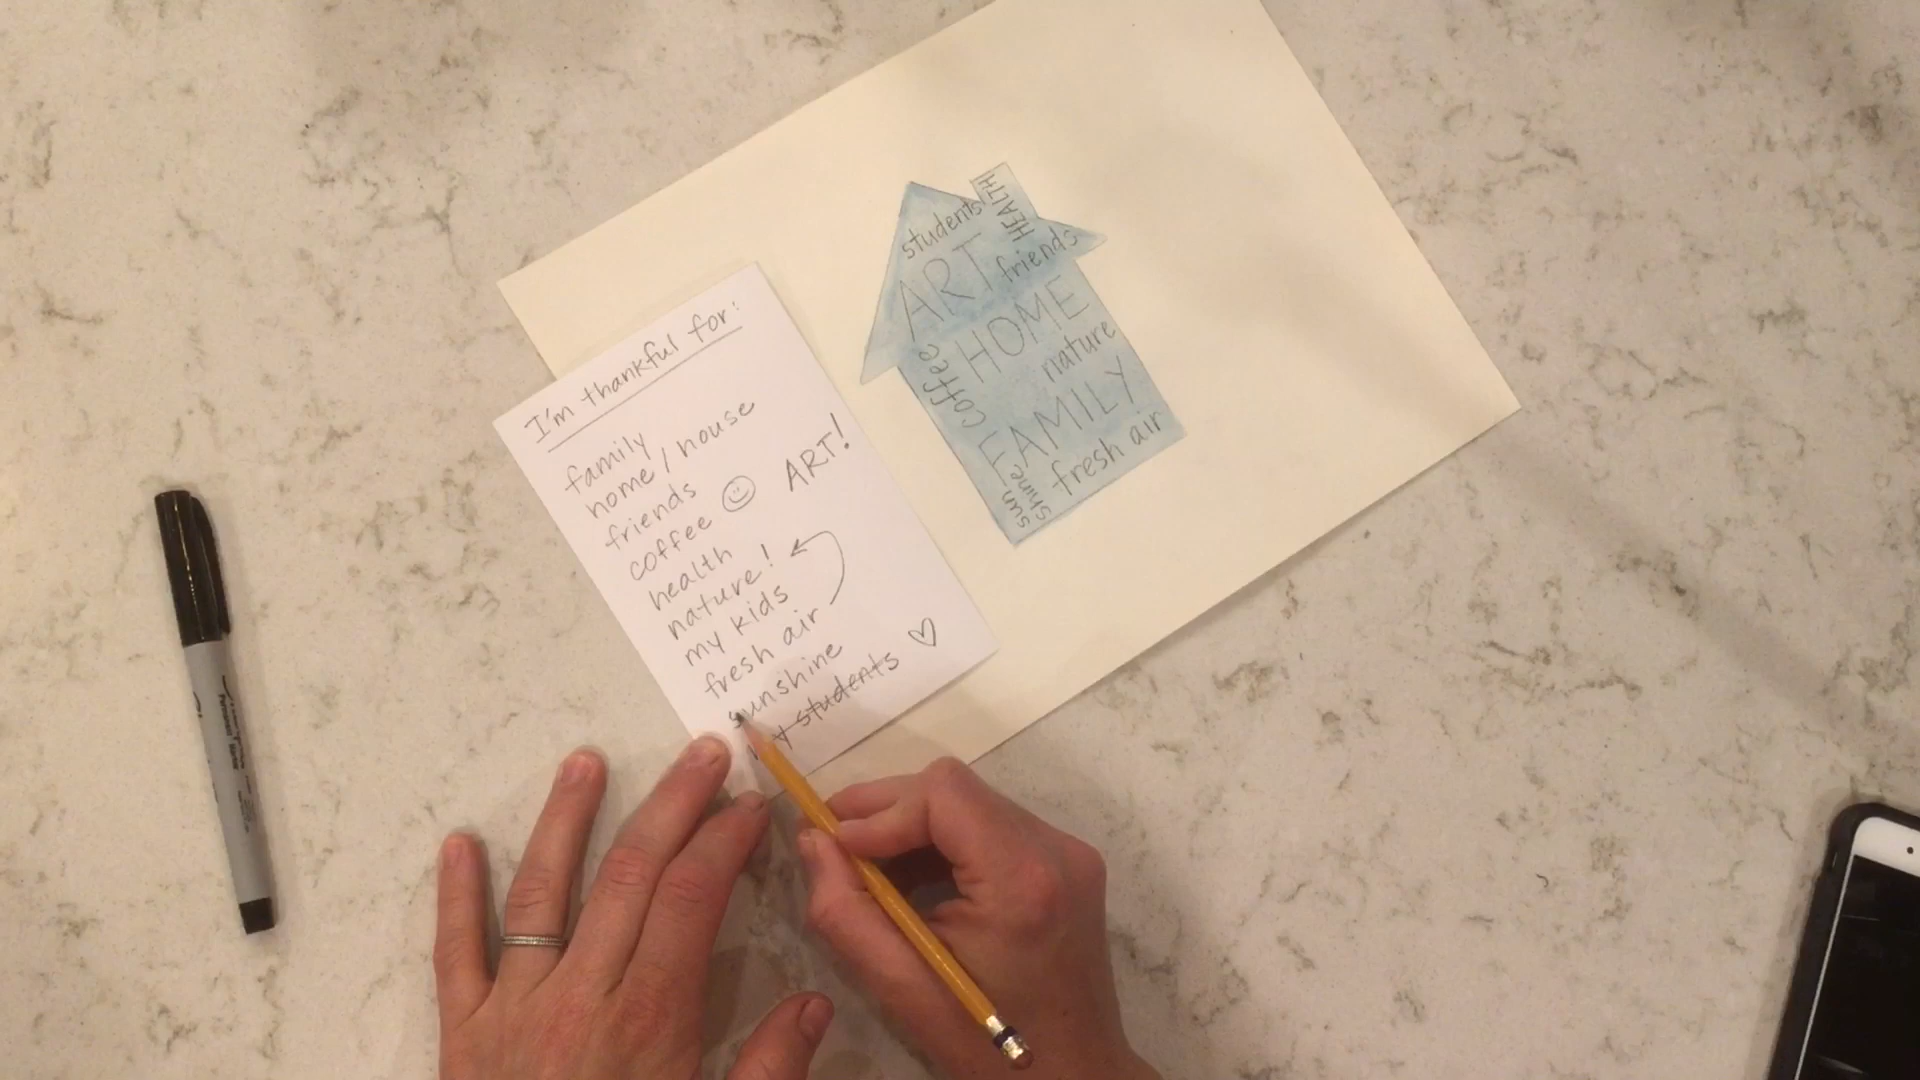 I'm thankful for:
family
home / house
friends
coffee ☺ ART!
health
nature!
my kids
fresh air
sunshine
students ♡
students
HEALTH
ART
friends
HOME
coffee
nature
FAMILY
fresh air
sun
shine